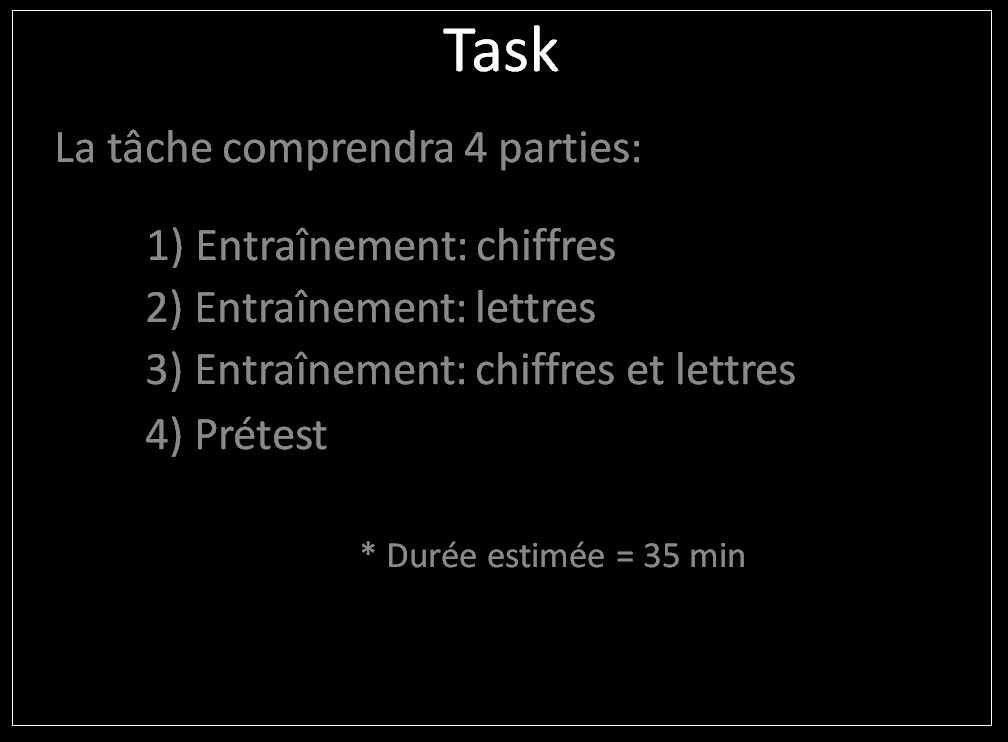 Task
La tâche comprendra 4 parties:
1) Entraînement: chiffres
2) Entraînement: lettres
3) Entraînement: chiffres et lettres
4) Prétest
* Durée estimée = 35 min